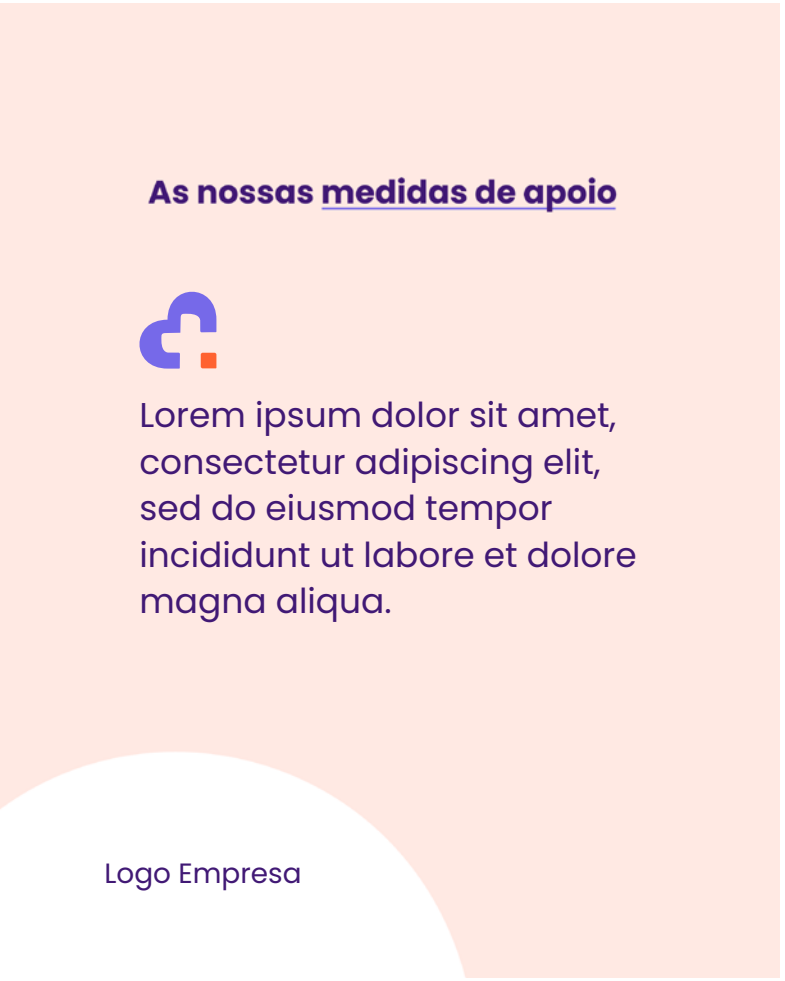 As nossas medidas de apoio
Lorem ipsum dolor sit amet,
consectetur adipiscing elit,
sed do eiusmod tempor
incididunt ut labore et dolore
magna aliqua.
Logo Empresa